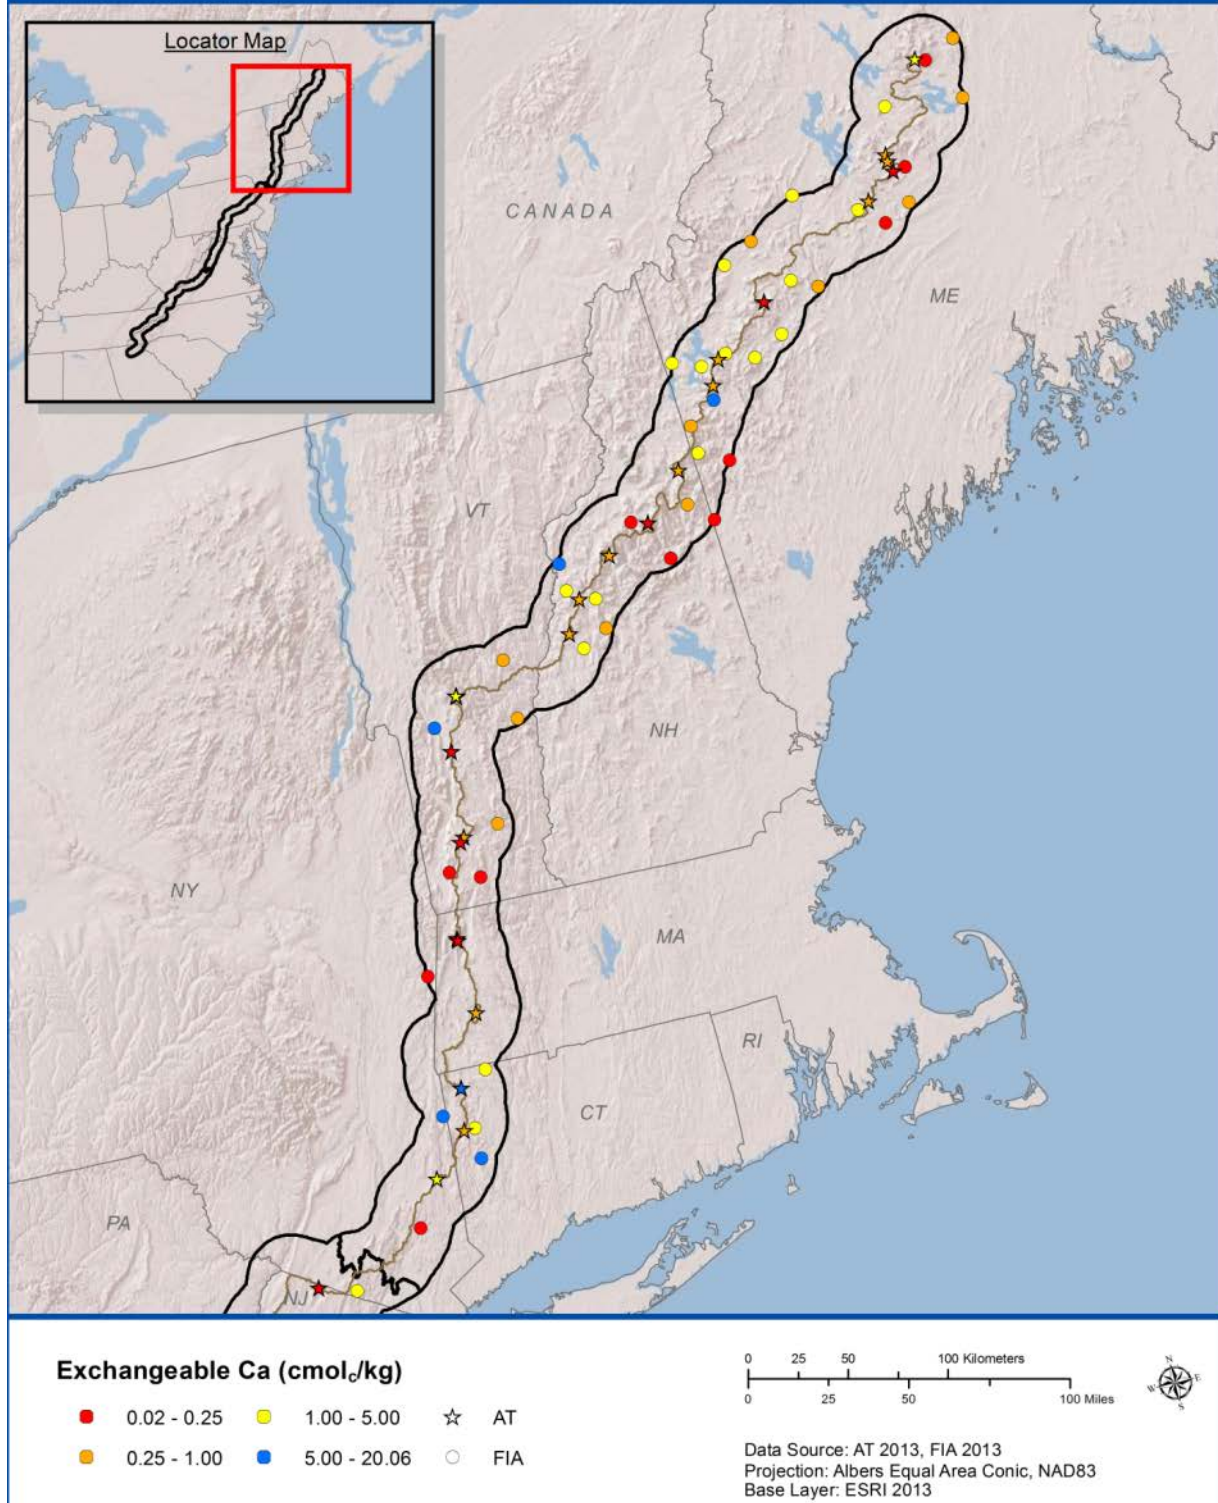 Locator Map
CANADA
ME
VT
NH
NY
MA
RI
CT
PA
NJ
Exchangeable Ca (cmolc/kg)
0.02 - 0.25
1.00 - 5.00
AT
0.25 - 1.00
5.00 - 20.06
FIA
0 25 50 100 Kilometers
0 25 50 100 Miles
N
W E
S
Data Source: AT 2013, FIA 2013
Projection: Albers Equal Area Conic, NAD83
Base Layer: ESRI 2013